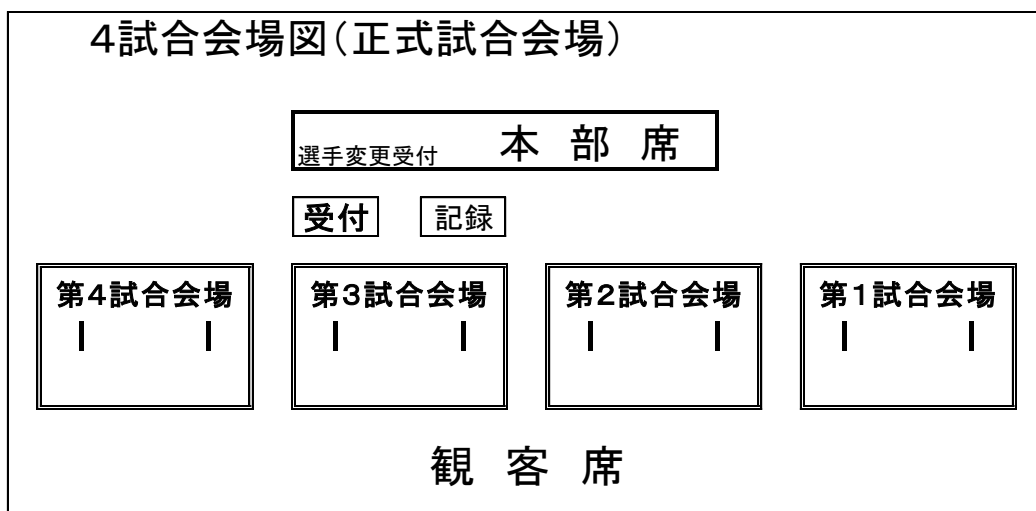 4試合会場図(正式試合会場)
選手変更受付 本部席
受付 記録
第4試合会場 第3試合会場 第2試合会場 第1試合会場
観客席